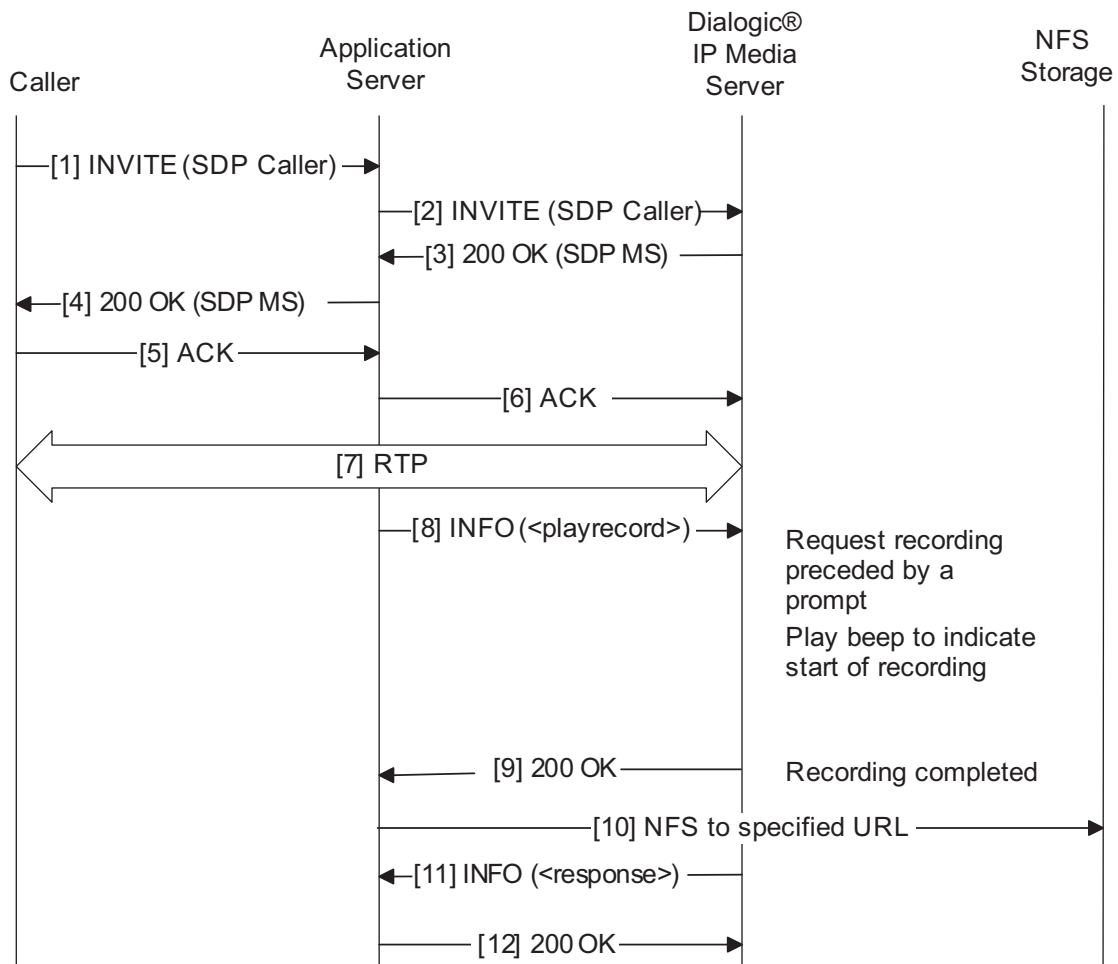 Caller
Application
Server
Dialogic®
IP Media
Server
NFS
Storage
[1] INVITE (SDP Caller)
[2] INVITE (SDP Caller)
[3] 200 OK (SDP MS)
[4] 200 OK (SDP MS)
[5] ACK
[6] ACK
[7] RTP
[8] INFO (<playrecord>)
Request recording
preceded by a
prompt
Play beep to indicate
start of recording
[9] 200 OK
Recording completed
[10] NFS to specified URL
[11] INFO (<response>)
[12] 200 OK